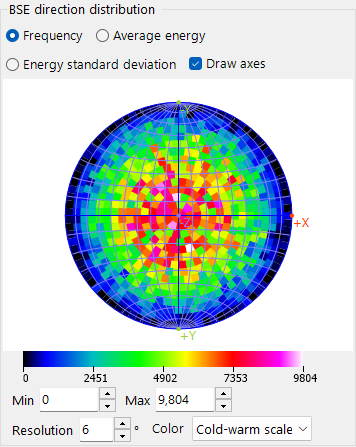 BSE direction distribution
Frequency Average energy
Energy standard deviation Draw axes
+X
+Y
0 2451 4902 7353 9804
Min 0 Max 9,804
Resolution 6 ° Color Cold-warm scale